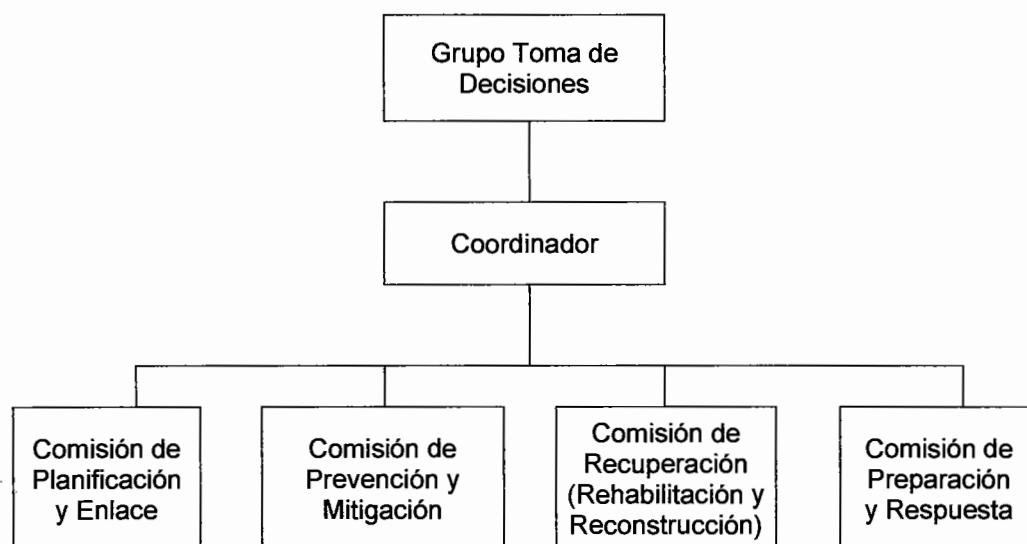 Grupo Toma de
Decisiones
Coordinador
Comisión de
Planificación
y Enlace
Comisión de
Prevención y
Mitigación
Comisión de
Recuperación
(Rehabilitación y
Reconstrucción)
Comisión de
Preparación
y Respuesta